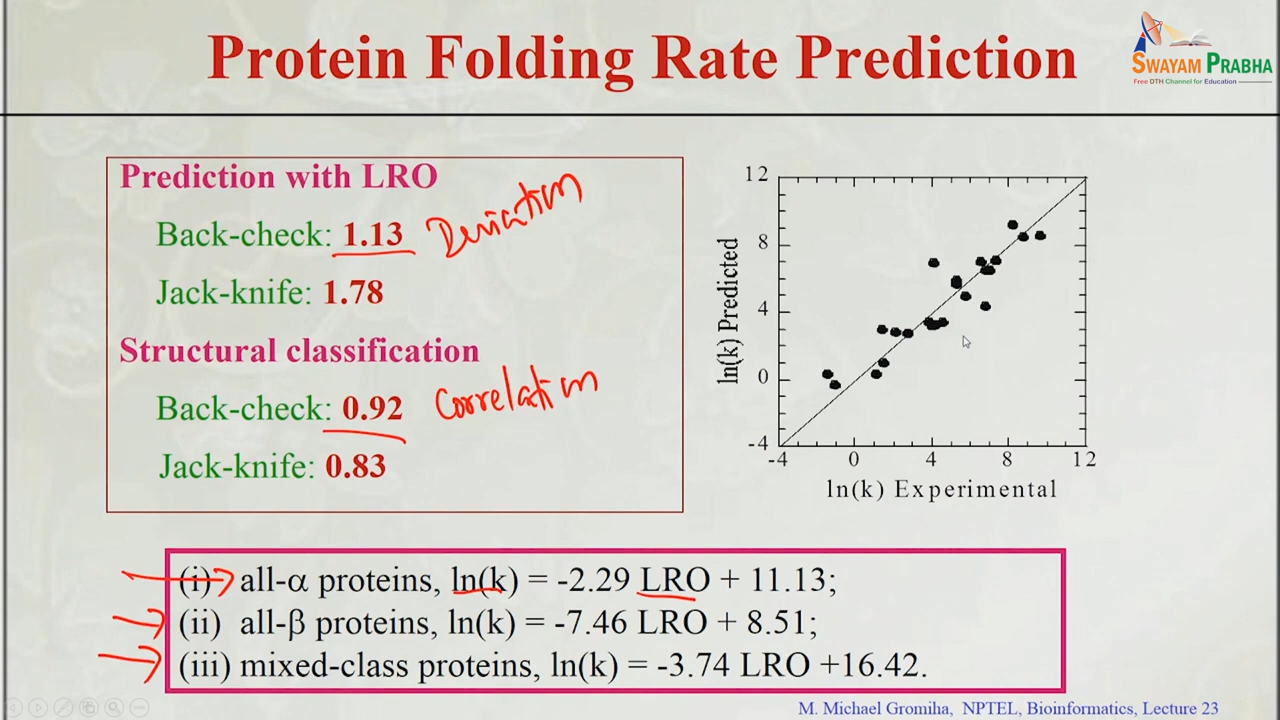 Protein Folding Rate Prediction
SWAYAM PRABHA
Free DTH Channel for Education
Prediction with LRO
Back-check: 1.13 Deviation
Jack-knife: 1.78
Structural classification
Back-check: 0.92 Correlation
Jack-knife: 0.83
12
8
4
0
-4
ln(k) Predicted
-4 0 4 8 12
ln(k) Experimental
(i) all-α proteins, ln(k) = -2.29 LRO + 11.13;
(ii) all-β proteins, ln(k) = -7.46 LRO + 8.51;
(iii) mixed-class proteins, ln(k) = -3.74 LRO +16.42.
M. Michael Gromiha, NPTEL, Bioinformatics, Lecture 23